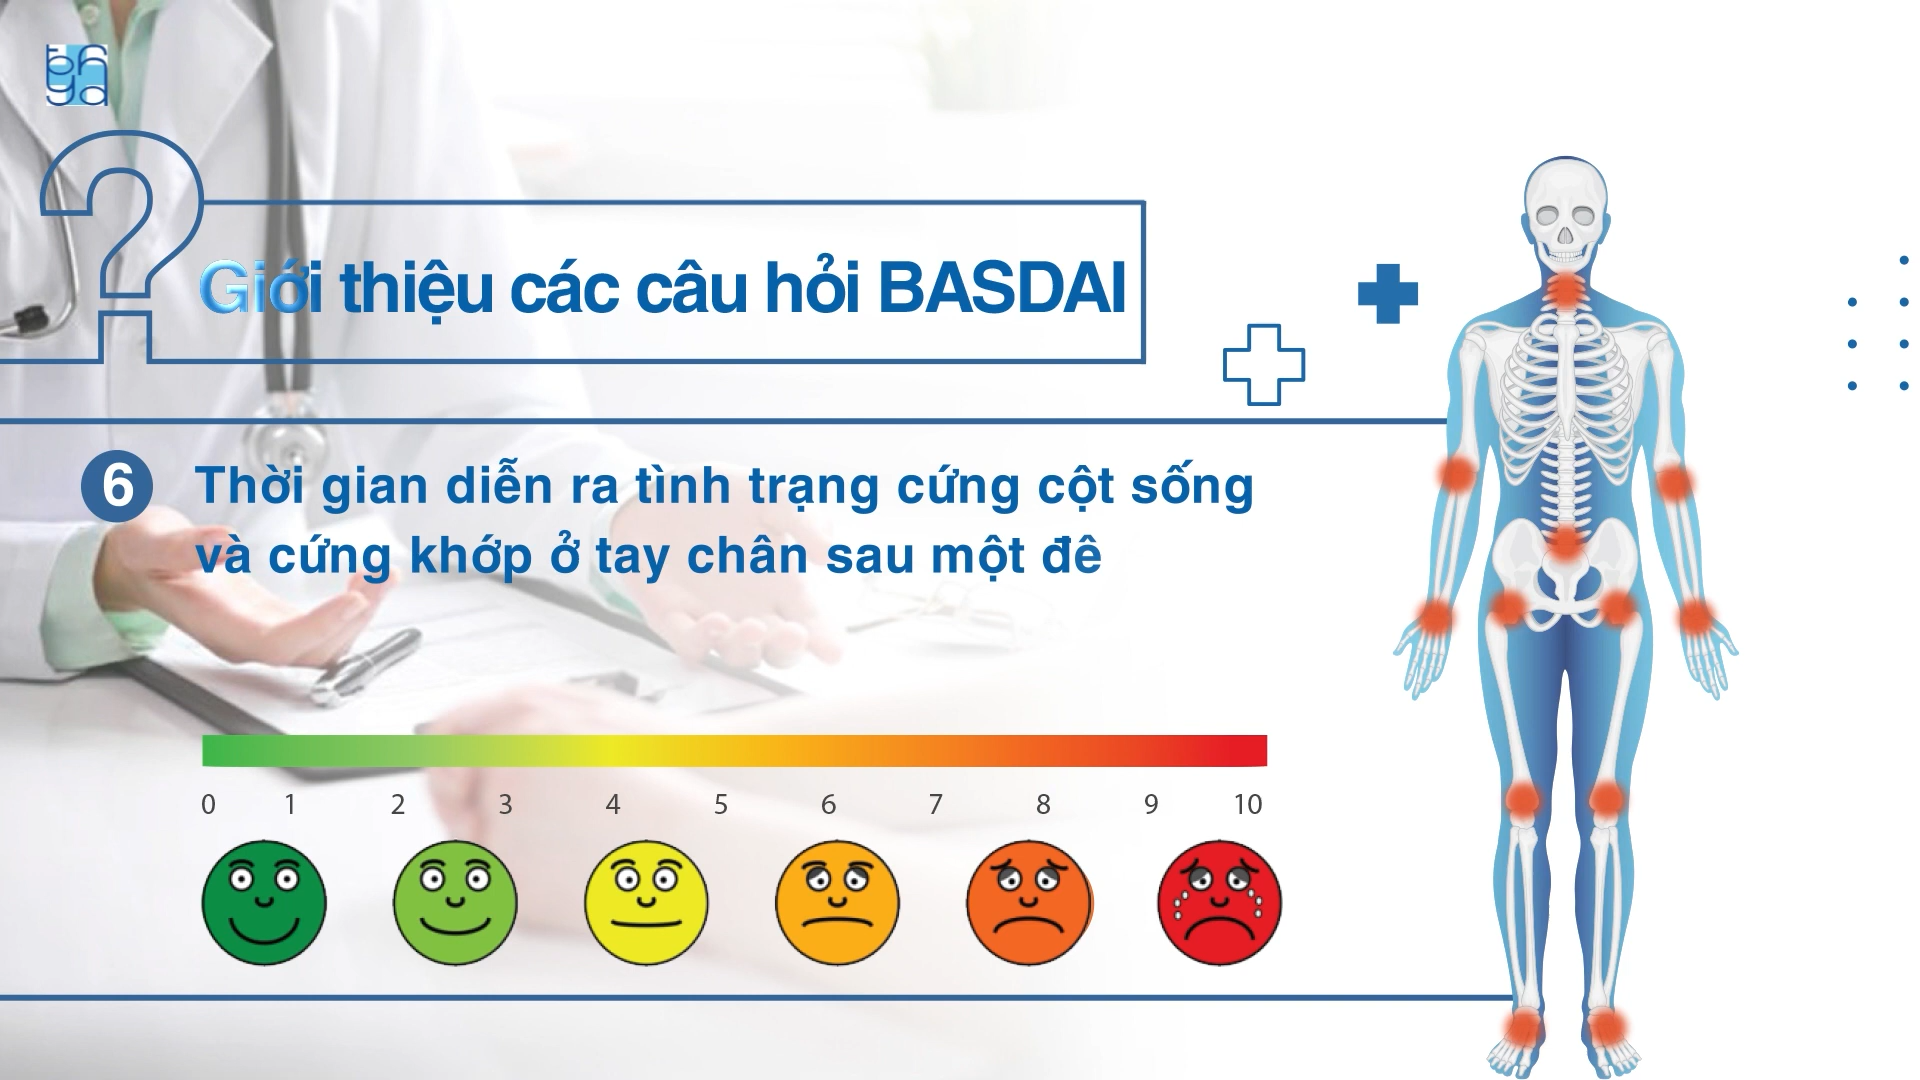 Giới thiệu các câu hỏi BASDAI
6 Thời gian diễn ra tình trạng cứng cột sống
và cứng khớp ở tay chân sau một đê
0 1 2 3 4 5 6 7 8 9 10